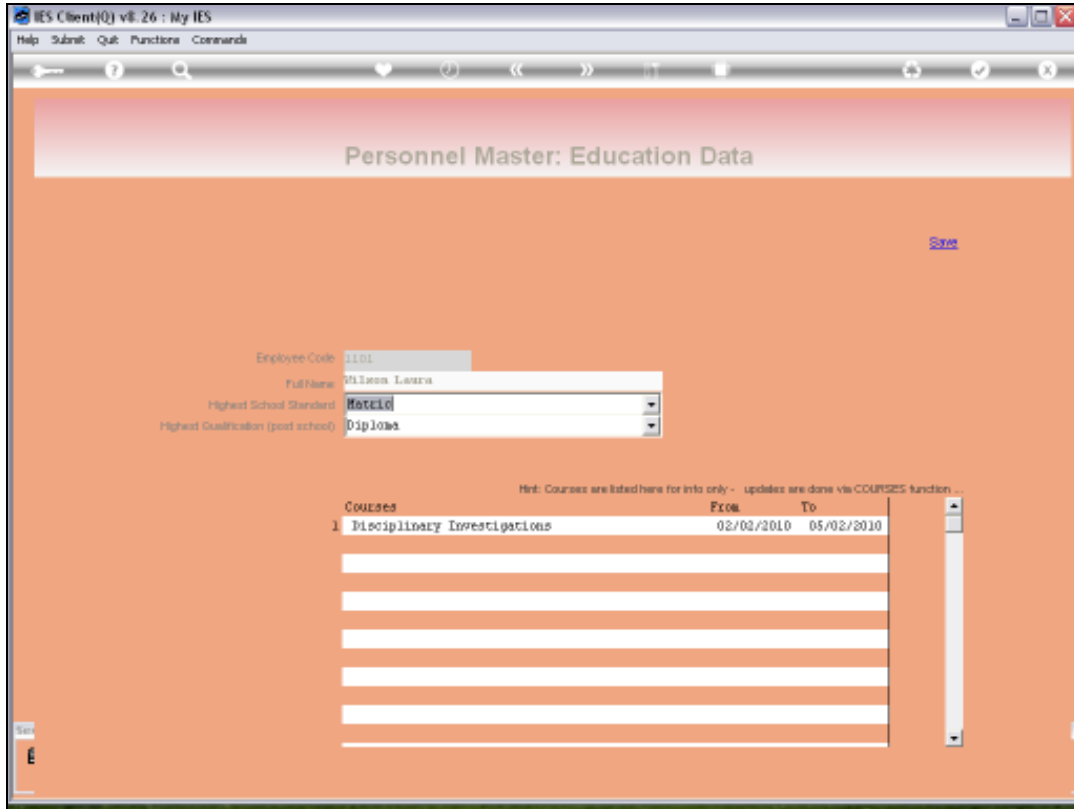 IES Client(Q) v8.26 : My IES
Help Submit Quit Functions Commands
Personnel Master: Education Data
Save
Employee Code 1101
Full Name Wilson Laura
Highest School Standard Matric
Highest Qualification (post school) Diploma
Hint: Courses are listed here for info only - updates are done via COURSES function ...
Courses From To
1 Disciplinary Investigations 02/02/2010 05/02/2010